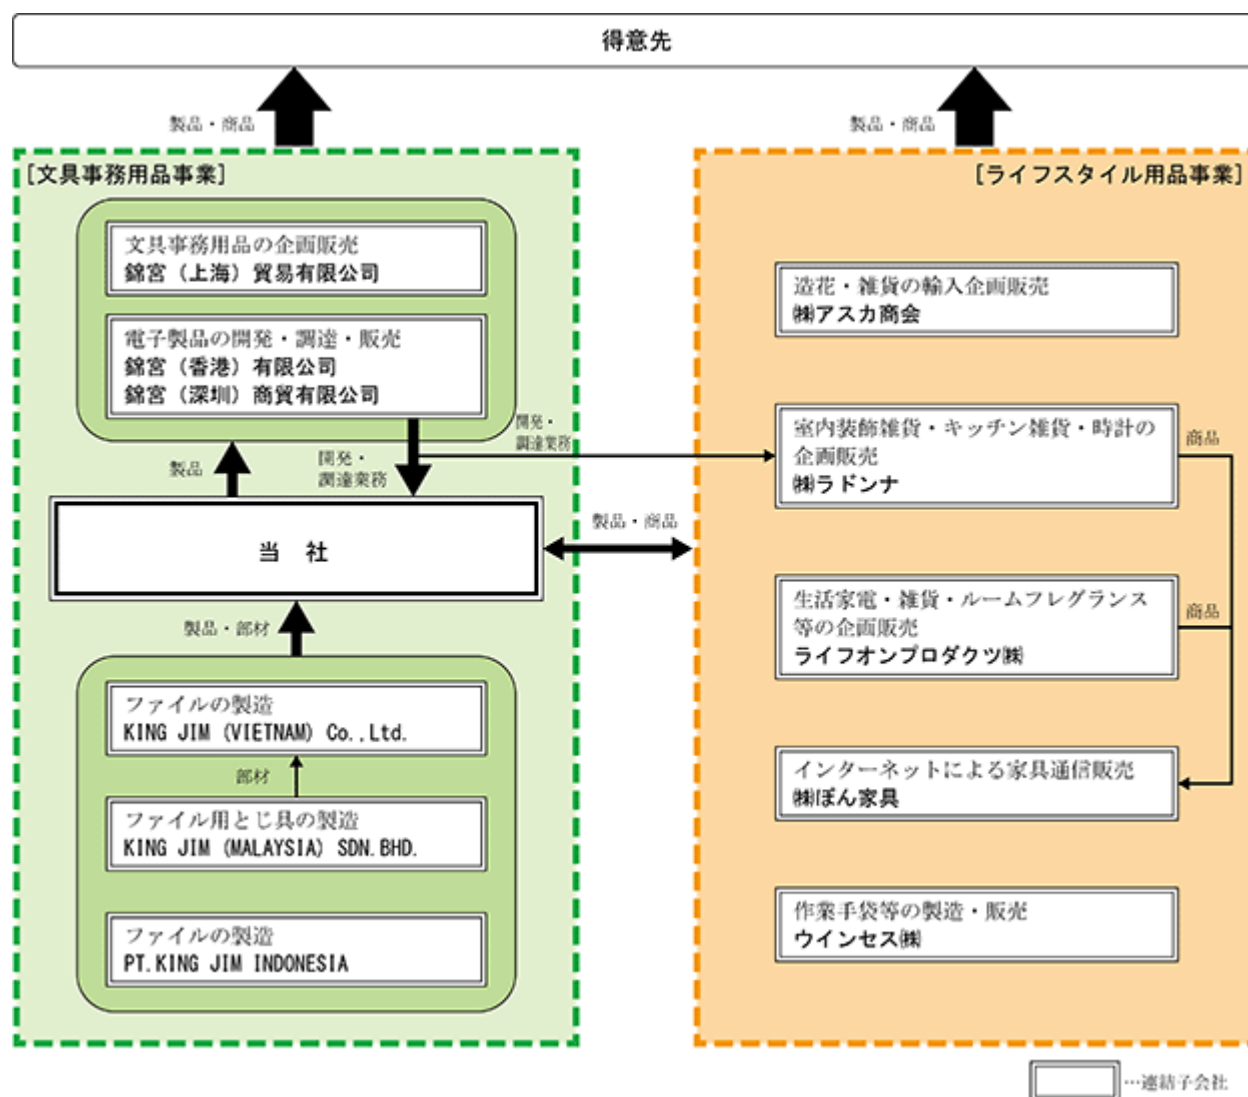 得意先
製品・商品
製品・商品
[文具事務用品事業]
文具事務用品の企画販売
錦宮（上海）貿易有限公司
電子製品の開発・調達・販売
錦宮（香港）有限公司
錦宮（深圳）商貿有限公司
製品
開発・
調達業務
開発・
調達業務
当　社
製品・商品
製品・部材
ファイルの製造
KING JIM (VIETNAM) Co.,Ltd.
部材
ファイル用とじ具の製造
KING JIM (MALAYSIA) SDN.BHD.
ファイルの製造
PT.KING JIM INDONESIA
[ライフスタイル用品事業]
造花・雑貨の輸入企画販売
㈱アスカ商会
室内装飾雑貨・キッチン雑貨・時計の
企画販売
㈱ラドンナ
商品
生活家電・雑貨・ルームフレグランス
等の企画販売
ライフオンプロダクツ㈱
商品
インターネットによる家具通信販売
㈱ぼん家具
作業手袋等の製造・販売
ウインセス㈱
…連結子会社